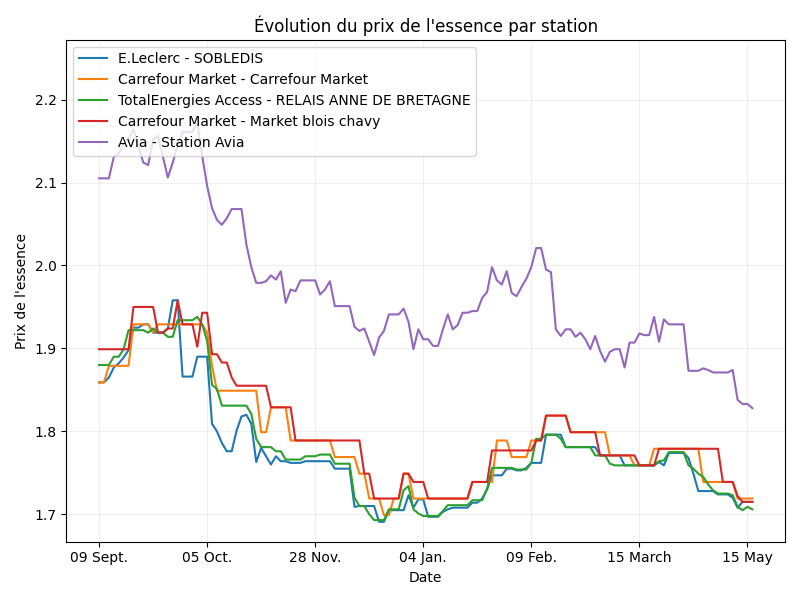 Évolution du prix de l'essence par station
E.Leclerc - SOBLEDIS
Carrefour Market - Carrefour Market
TotalEnergies Access - RELAIS ANNE DE BRETAGNE
Carrefour Market - Market blois chavy
Avia - Station Avia
Prix de l'essence
2.2
2.1
2.0
1.9
1.8
1.7
09 Sept.
05 Oct.
28 Nov.
04 Jan.
09 Feb.
15 March
15 May
Date